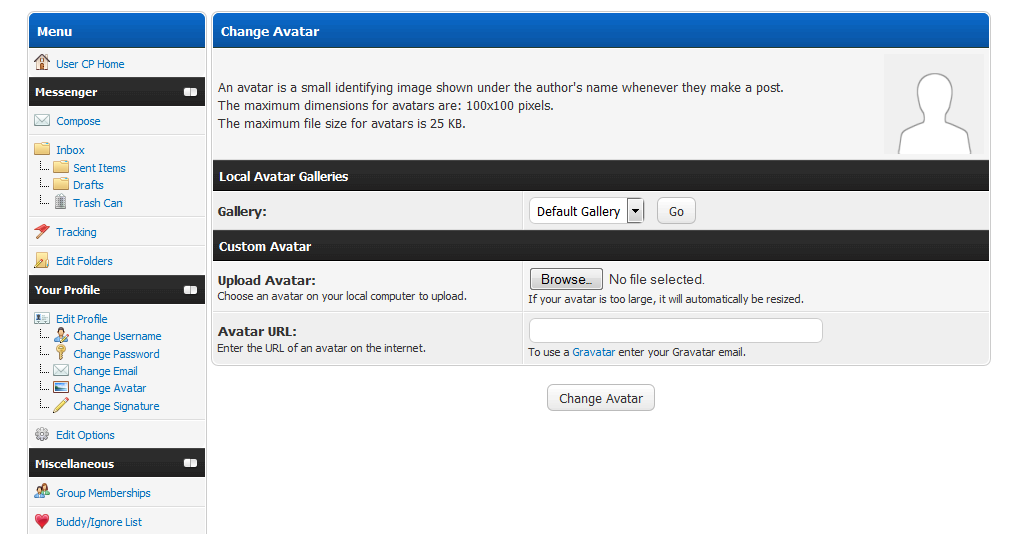 Menu
User CP Home
Messenger
Compose
Inbox
Sent Items
Drafts
Trash Can
Tracking
Edit Folders
Your Profile
Edit Profile
Change Username
Change Password
Change Email
Change Avatar
Change Signature
Edit Options
Miscellaneous
Group Memberships
Buddy/Ignore List
Change Avatar
An avatar is a small identifying image shown under the author's name whenever they make a post.
The maximum dimensions for avatars are: 100x100 pixels.
The maximum file size for avatars is 25 KB.
Local Avatar Galleries
Gallery: Default Gallery Go
Custom Avatar
Upload Avatar: Browse... No file selected.
Choose an avatar on your local computer to upload. If your avatar is too large, it will automatically be resized.
Avatar URL:
Enter the URL of an avatar on the internet. To use a Gravatar enter your Gravatar email.
Change Avatar